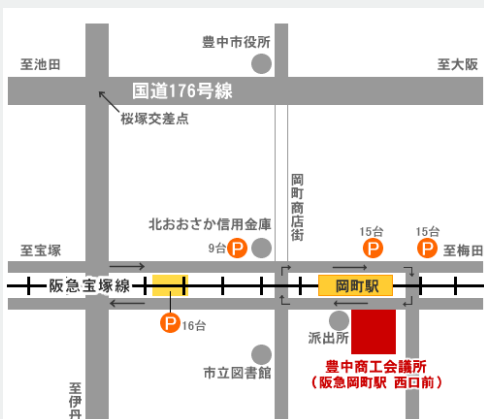 豊中市役所
至池田
至大阪
国道176号線
桜塚交差点
岡町商店街
北おおさか信用金庫
9台 P
15台
P
15台
P
至宝塚
至梅田
阪急宝塚線
岡町駅
P 16台
派出所
市立図書館
豊中商工会議所
(阪急岡町駅 西口前)
至伊丹